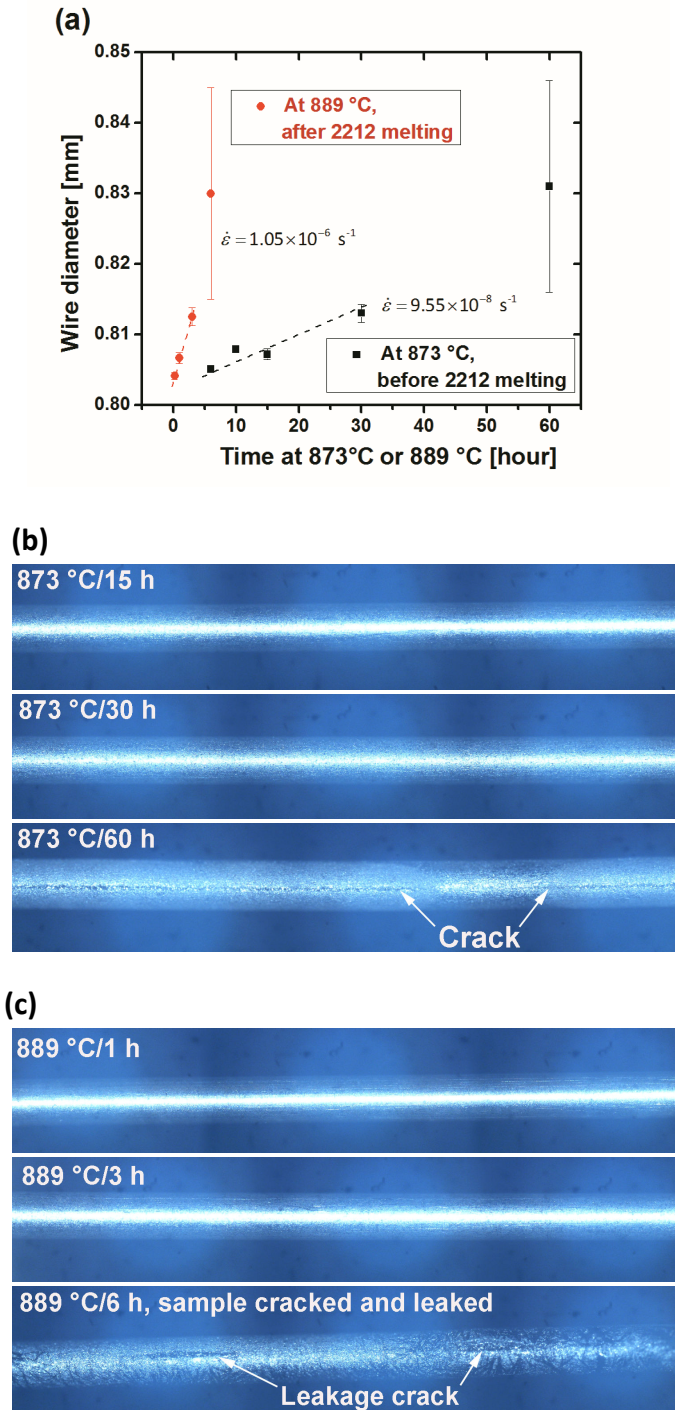 (a)
0.85
0.84
0.83
0.82
0.81
0.80
Wire diameter [mm]
At 889 °C,
after 2212 melting
ε̇ = 1.05×10⁻⁶ s⁻¹
ε̇ = 9.55×10⁻⁸ s⁻¹
At 873 °C,
before 2212 melting
0 10 20 30 40 50 60
Time at 873°C or 889 °C [hour]
(b)
873 °C/15 h
873 °C/30 h
873 °C/60 h
Crack
(c)
889 °C/1 h
889 °C/3 h
889 °C/6 h, sample cracked and leaked
Leakage crack